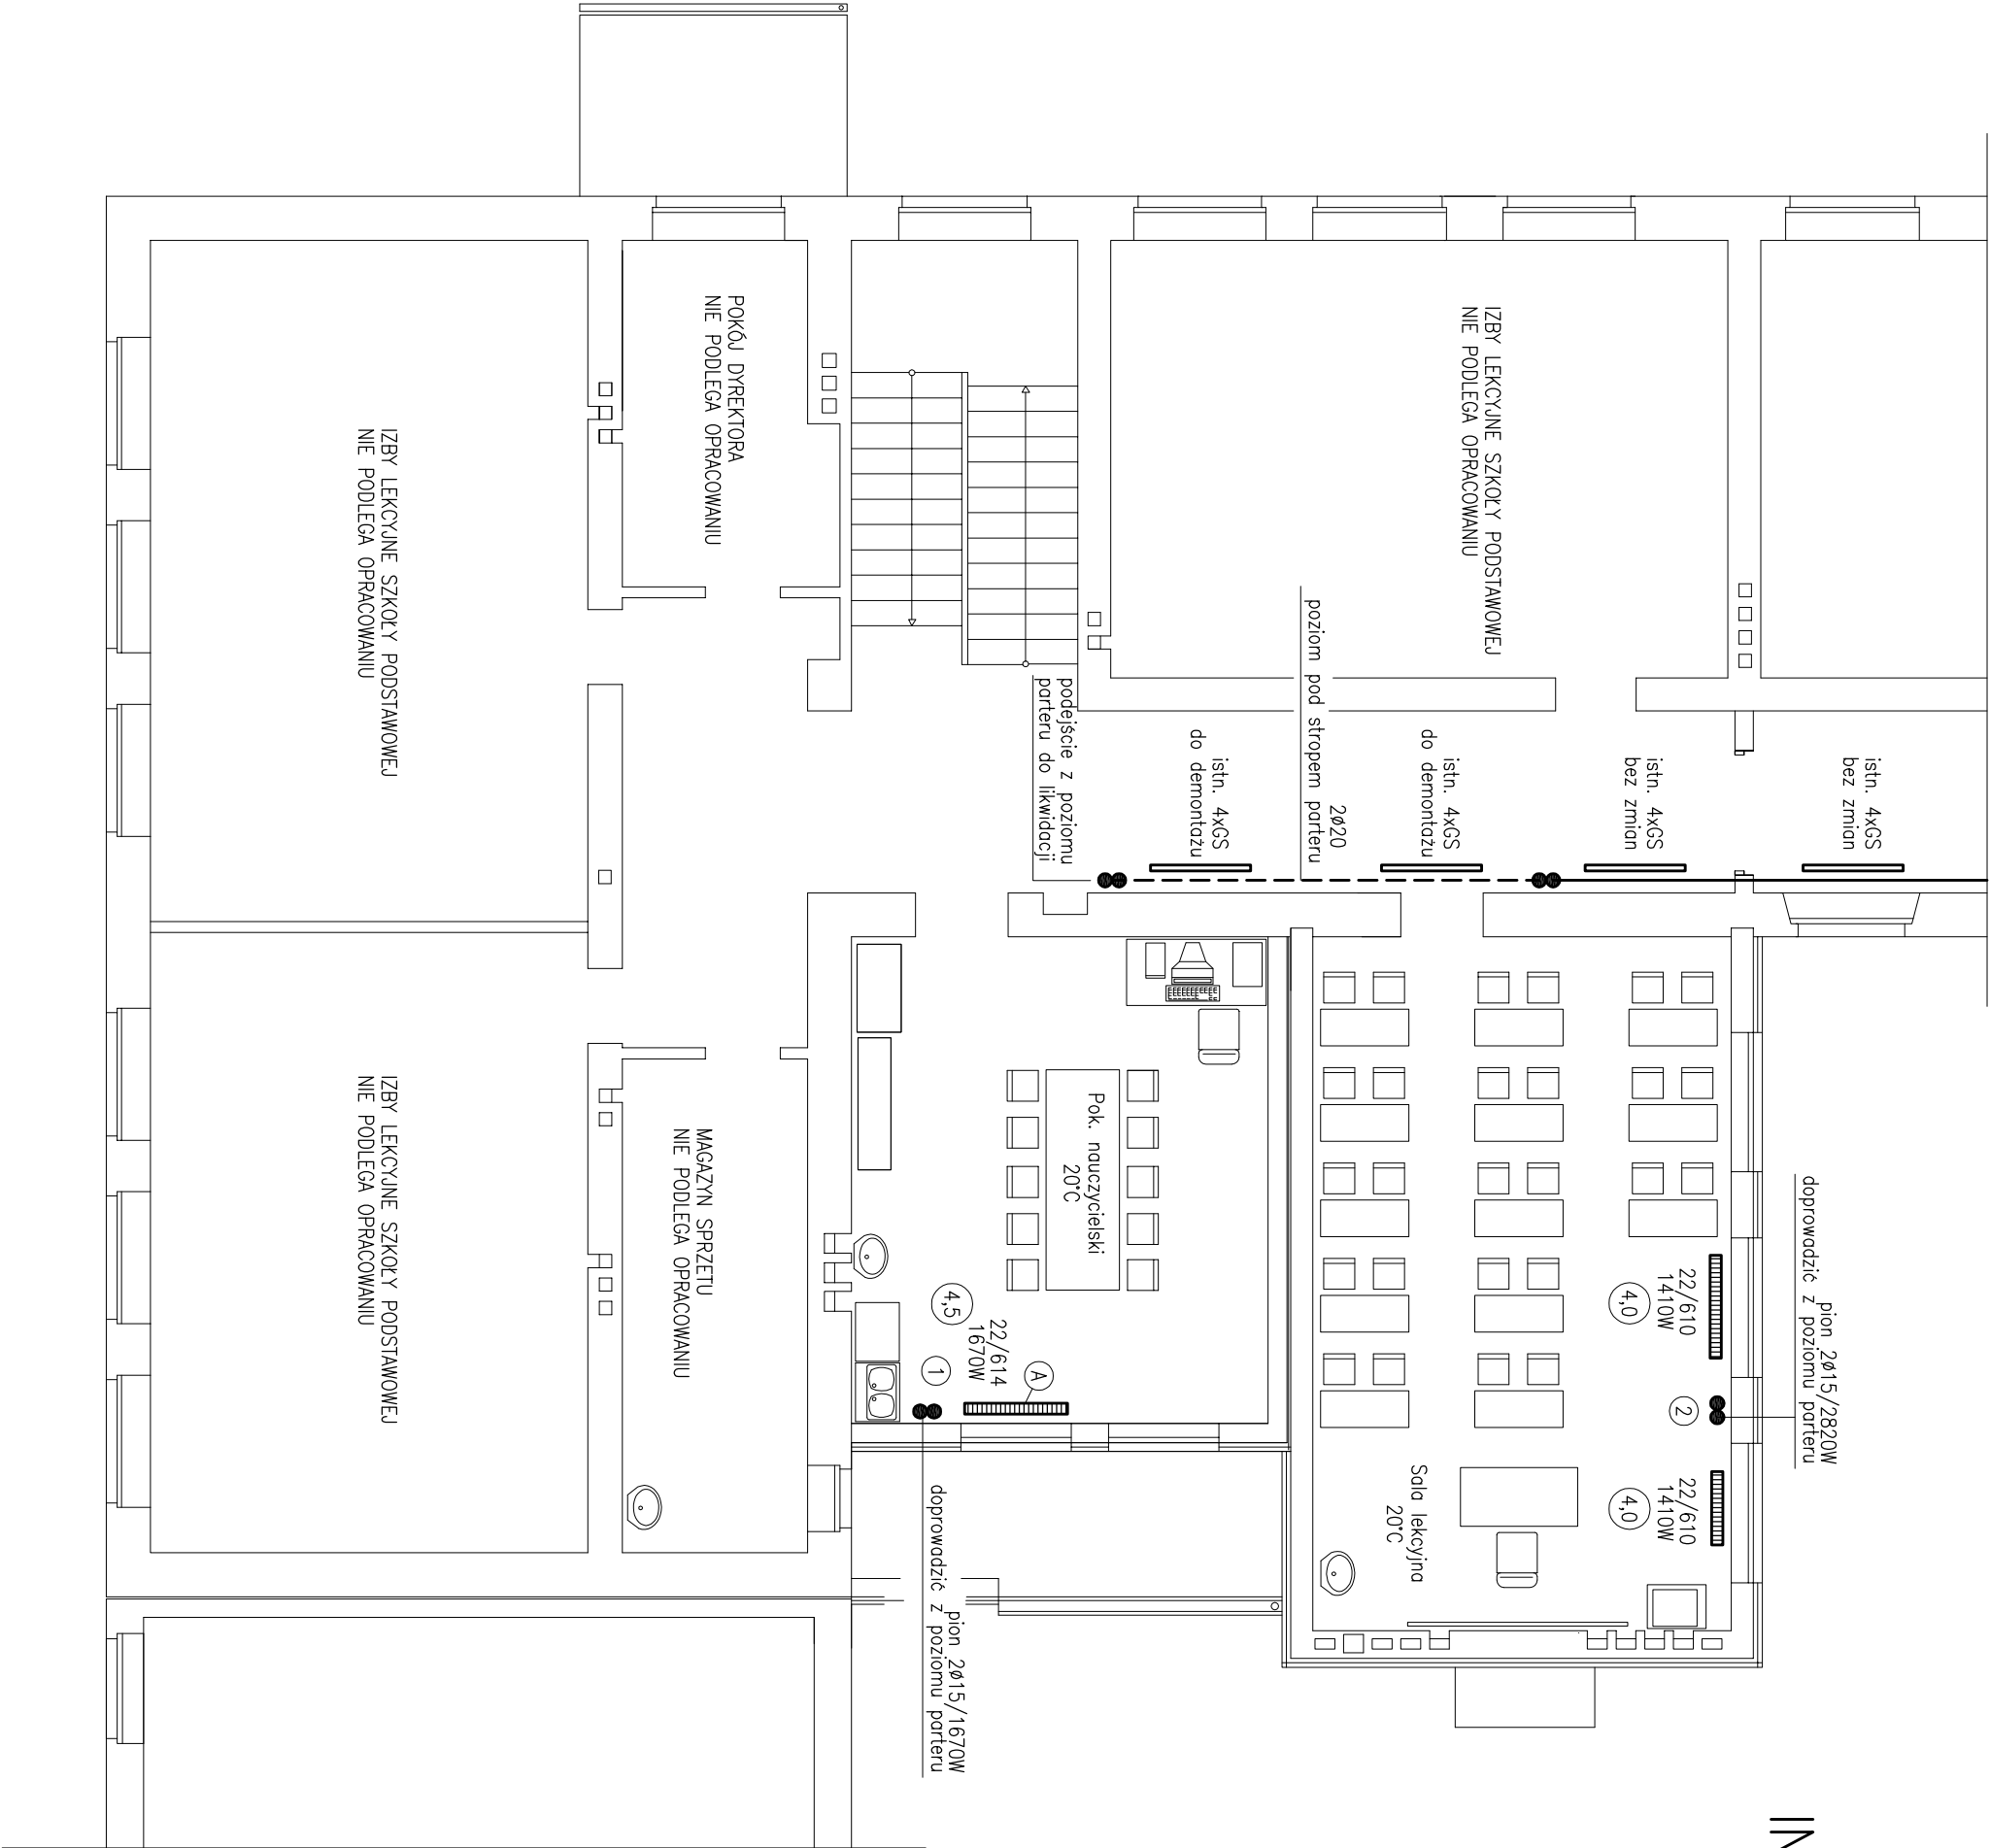 IZBY LEKCYJNE SZKOŁY PODSTAWOWEJ
NIE PODLEGA OPRACOWANIU
POKÓJ DYREKTORA
NIE PODLEGA OPRACOWANIU
IZBY LEKCYJNE SZKOŁY PODSTAWOWEJ
NIE PODLEGA OPRACOWANIU
istn. 4xGS
bez zmian
istn. 4xGS
bez zmian
istn. 4xGS
do demontażu
2ø20
poziom pod stropem parteru
istn. 4xGS
do demontażu
podejście z poziomu
parteru do likwidacji
pion 2ø15/2820W
doprowadzić z poziomu parteru
22/610
1410W
4,0
2
22/610
1410W
4,0
Sala lekcyjna
20°C
Pok. nauczycielski
20°C
A
22/614
1670W
4,5
1
pion 2ø15/1670W
doprowadzić z poziomu parteru
MAGAZYN SPRZETU
NIE PODLEGA OPRACOWANIU
IZBY LEKCYJNE SZKOŁY PODSTAWOWEJ
NIE PODLEGA OPRACOWANIU